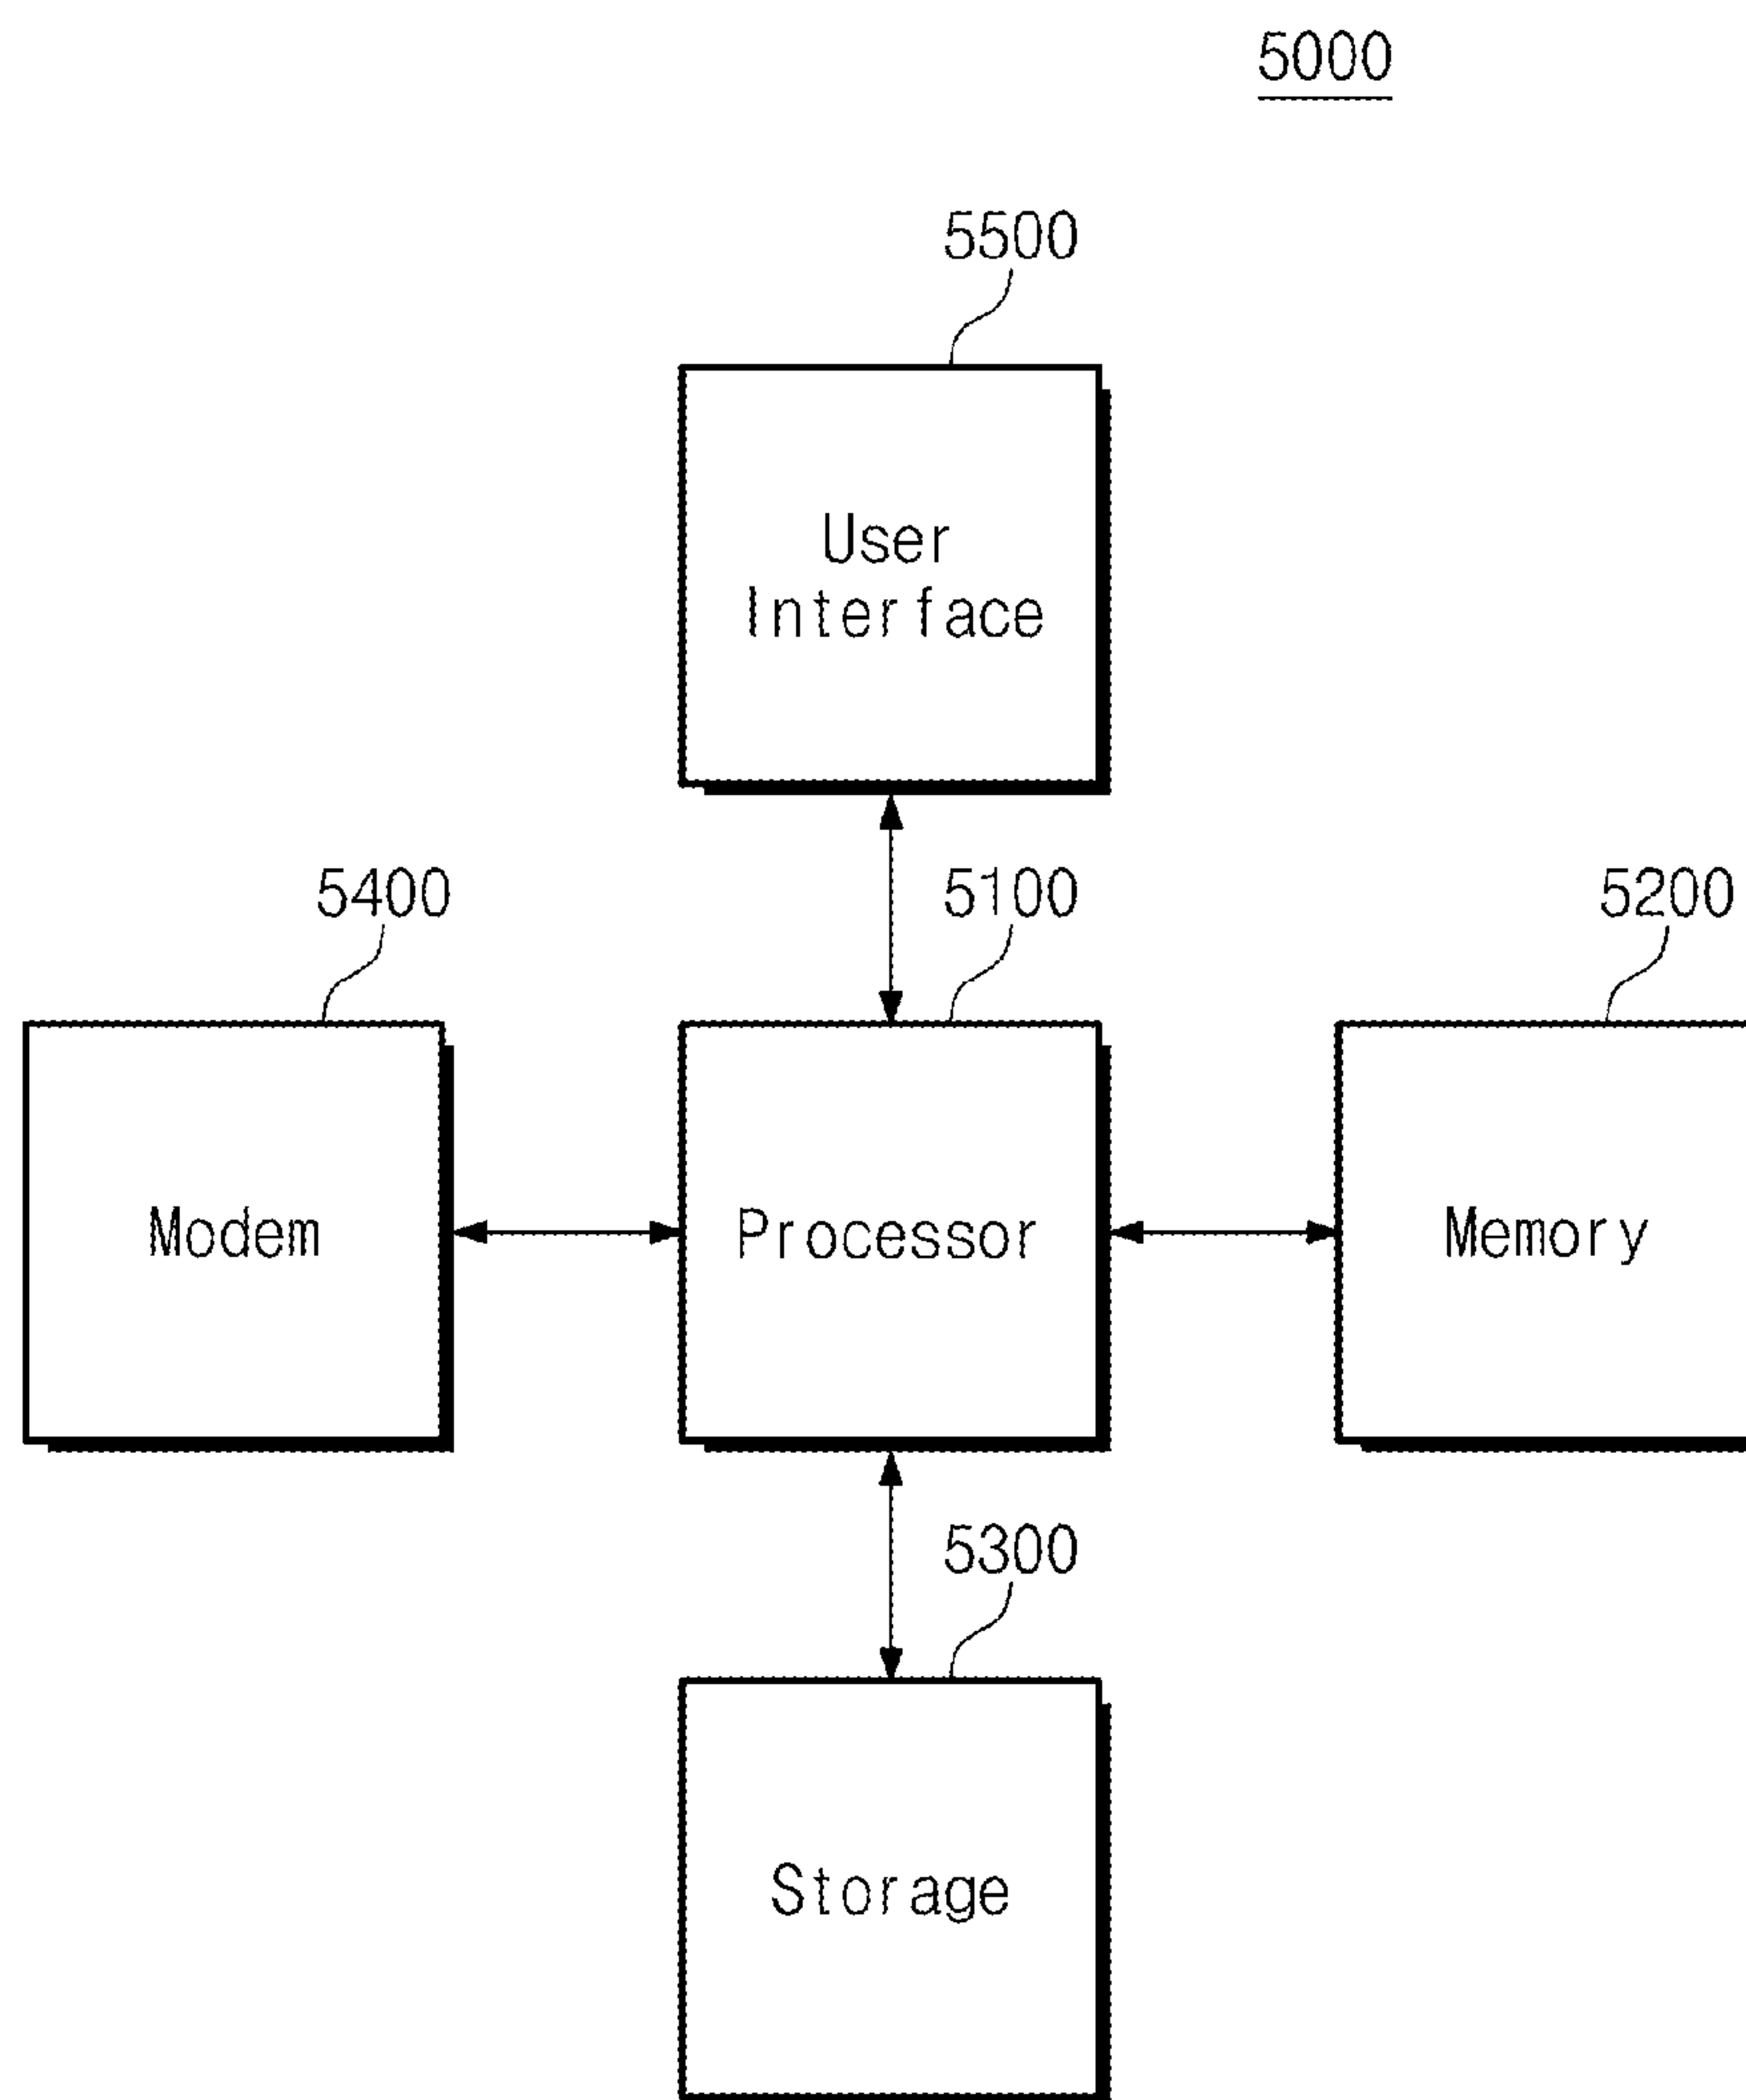 5000
5500
User
Interface
5400
5100
5200
Modem
Processor
Memory
5300
Storage